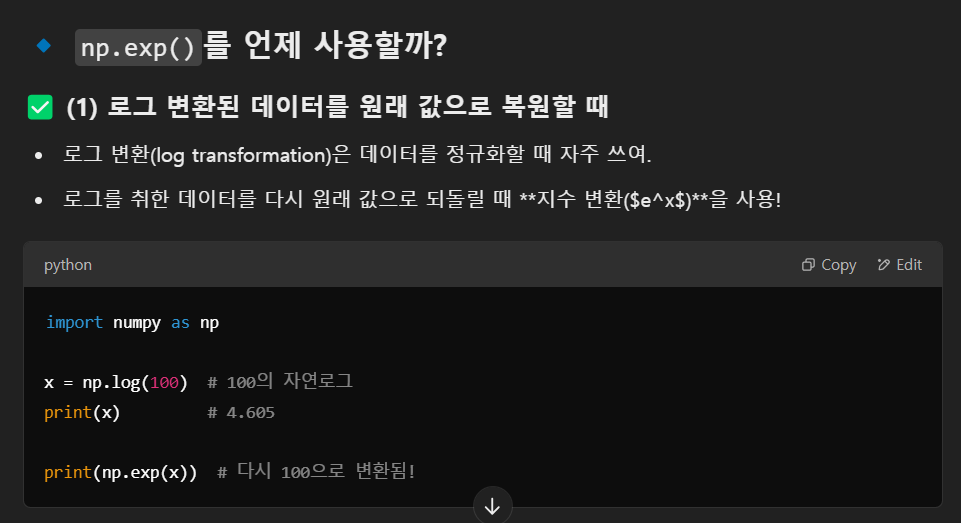 np.exp()를 언제 사용할까?
(1) 로그 변환된 데이터를 원래 값으로 복원할 때
로그 변환(log transformation)은 데이터를 정규화할 때 자주 쓰여.
로그를 취한 데이터를 다시 원래 값으로 되돌릴 때 **지수 변환($e^x$)**을 사용!
python Copy Edit
import numpy as np
x = np.log(100) # 100의 자연로그
print(x) # 4.605
print(np.exp(x)) # 다시 100으로 변환됨!